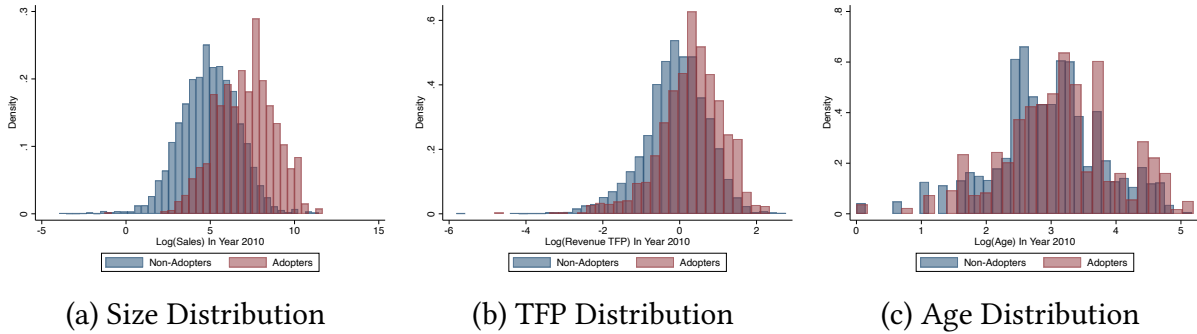 Density
0
.1
.2
.3
-5
0
5
10
15
Log(Sales) In Year 2010
Non-Adopters
Adopters
(a) Size Distribution
Density
0
.2
.4
.6
-6
-4
-2
0
2
Log(Revenue TFP) In Year 2010
Non-Adopters
Adopters
(b) TFP Distribution
Density
0
.2
.4
.6
.8
0
1
2
3
4
5
Log(Age) In Year 2010
Non-Adopters
Adopters
(c) Age Distribution